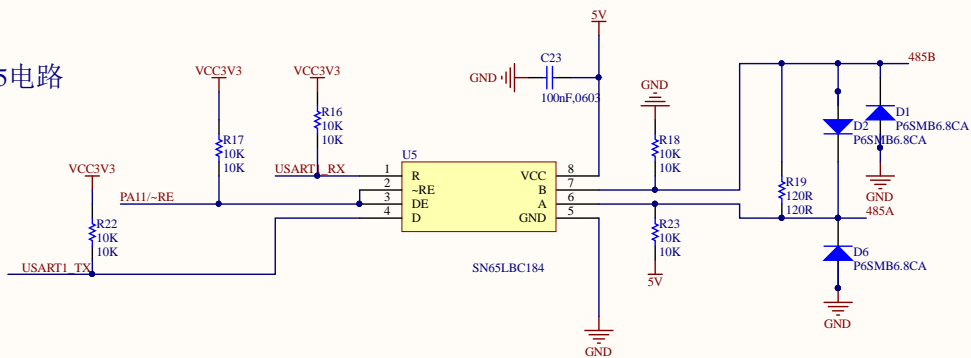 5电路
VCC3V3
VCC3V3
VCC3V3
5V
C23
GND
100nF,0603
GND
485B
R17
10K
10K
R16
10K
10K
R18
10K
10K
D1
P6SMB6.8CA
D2
P6SMB6.8CA
USART1_RX
U5
1 R VCC 8
2 ~RE B 7
3 DE A 6
4 D GND 5
PA11/~RE
R22
10K
10K
USART1_TX
R19
120R
120R
GND
485A
R23
10K
10K
5V
SN65LBC184
D6
P6SMB6.8CA
GND
GND